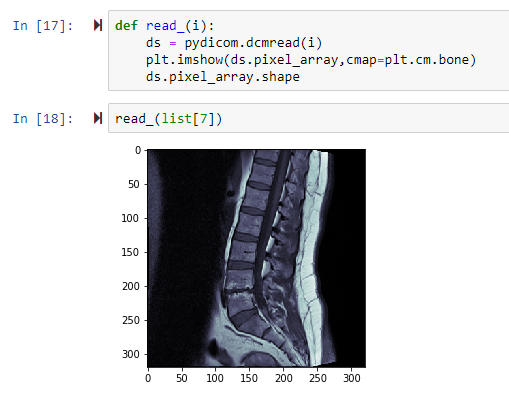 In [17]: def read_(i):
    ds = pydicom.dcmread(i)
    plt.imshow(ds.pixel_array,cmap=plt.cm.bone)
    ds.pixel_array.shape
In [18]: read_(list[7])
0
50
100
150
200
250
300
0 50 100 150 200 250 300